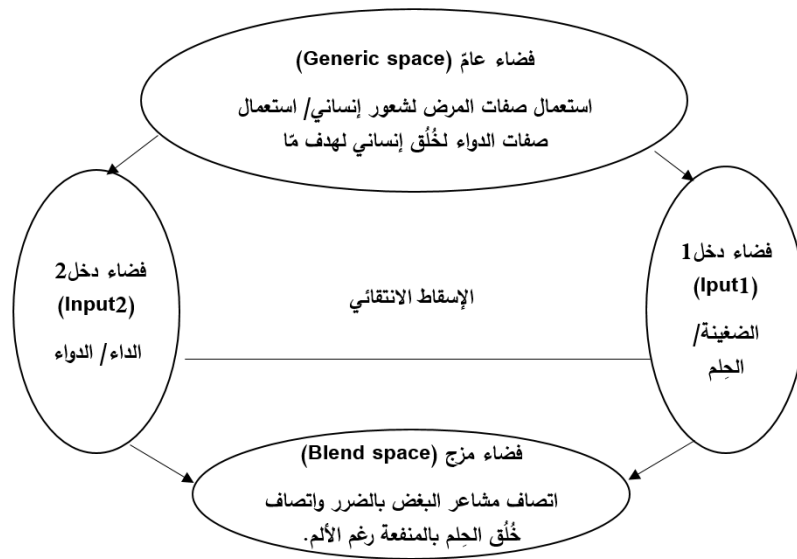 فضاء عامّ (Generic space)
استعمال صفات المرض لشعور إنساني/ استعمال
صفات الدواء لخُلُق إنساني لهدف مّا
فضاء دخل1
(Iput1)
الضغينة/
الحِلم
الإسقاط الانتقائي
فضاء دخل2
(Input2)
الداء/ الدواء
فضاء مزج (Blend space)
اتصاف مشاعر البغض بالضرر واتصاف
خُلُق الحِلم بالمنفعة رغم الألم.